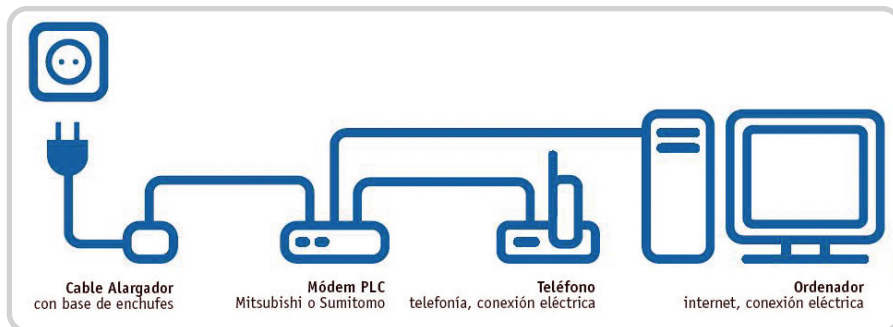 Cable Alargador
con base de enchufes
Módem PLC
Mitsubishi o Sumitomo
Teléfono
telefonía, conexión eléctrica
Ordenador
internet, conexión eléctrica